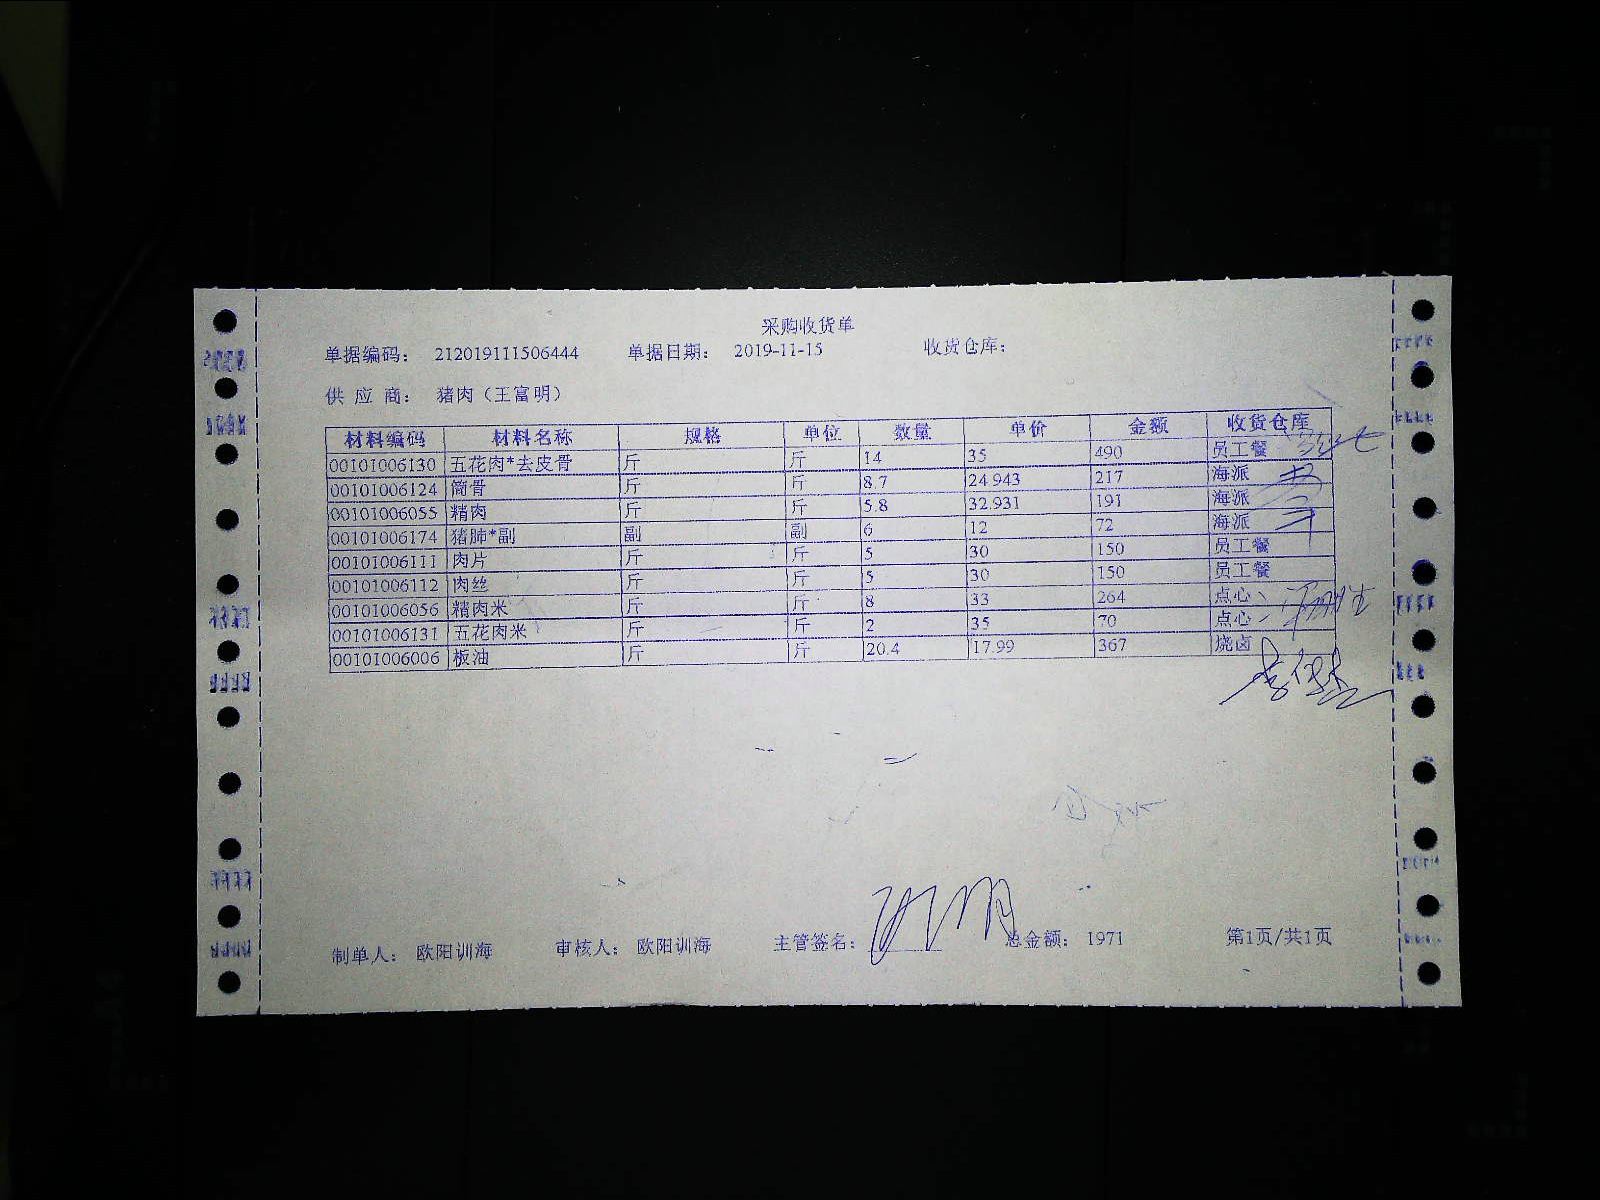 采购收货单
单据编码： 212019111506444 单据日期： 2019-11-15 收货仓库：
供 应 商： 猪肉（王富明）
材料编码 材料名称 规格 单位 数量 单价 金额 收货仓库
00101006130 五花肉*去皮骨 斤 斤 14 35 490 员工餐
00101006124 筒骨 斤 斤 8.7 24.943 217 海派
00101006055 精肉 斤 斤 5.8 32.931 191 海派
00101006174 猪肺*副 副 副 6 12 72 海派
00101006111 肉片 斤 斤 5 30 150 员工餐
00101006112 肉丝 斤 斤 5 30 150 员工餐
00101006056 精肉米 斤 斤 8 33 264 点心
00101006131 五花肉米 斤 斤 2 35 70 点心
00101006006 板油 斤 斤 20.4 17.99 367 烧卤
制单人： 欧阳训海 审核人： 欧阳训海 主管签名： 总金额： 1971 第1页/共1页